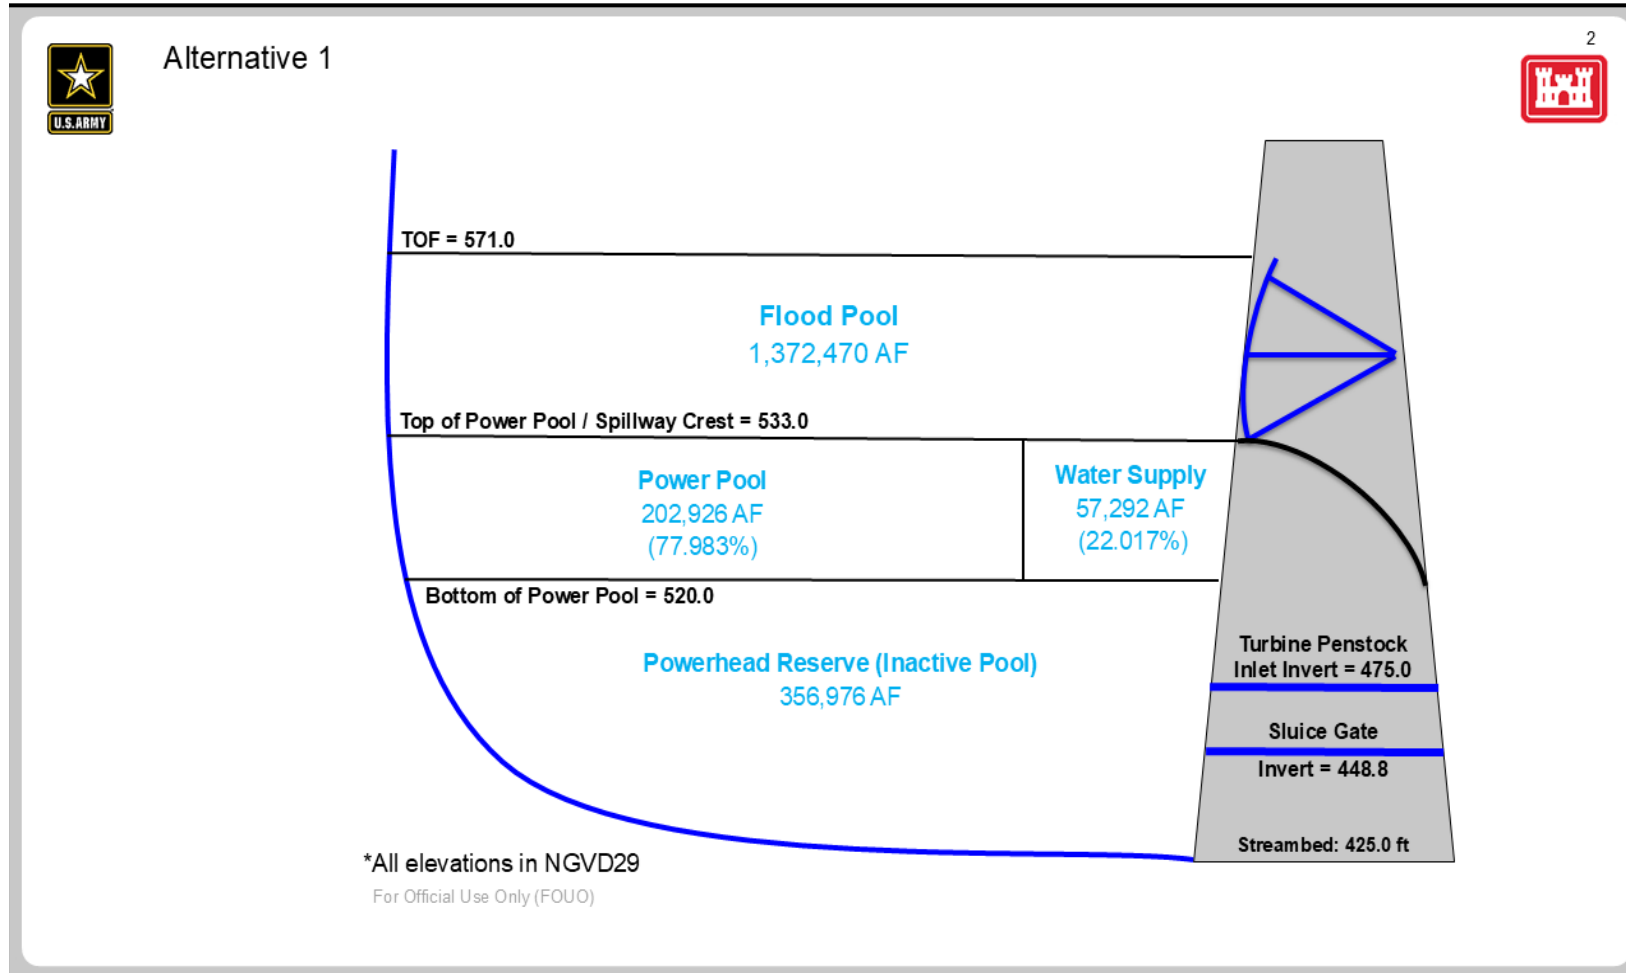 2
Alternative 1
U.S.ARMY
TOF = 571.0
Flood Pool
1,372,470 AF
Top of Power Pool / Spillway Crest = 533.0
Power Pool
202,926 AF
(77.983%)
Water Supply
57,292 AF
(22.017%)
Bottom of Power Pool = 520.0
Powerhead Reserve (Inactive Pool)
356,976 AF
Turbine Penstock
Inlet Invert = 475.0
Sluice Gate
Invert = 448.8
Streambed: 425.0 ft
*All elevations in NGVD29
For Official Use Only (FOUO)